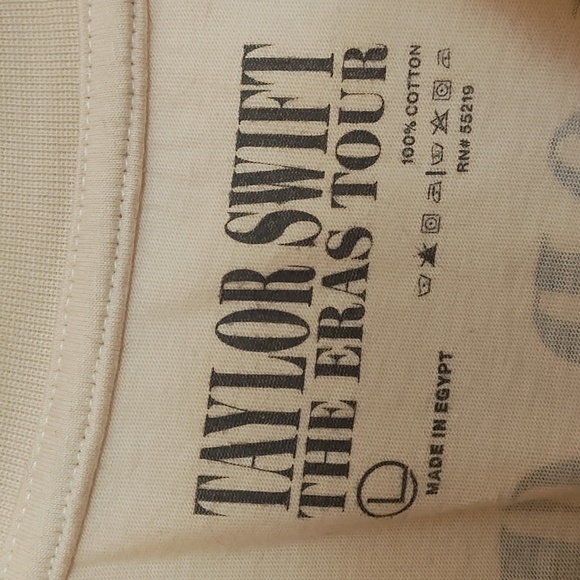 TAYLOR SWIFT
THE ERAS TOUR
L
100% COTTON
MADE IN EGYPT
RN# 55219